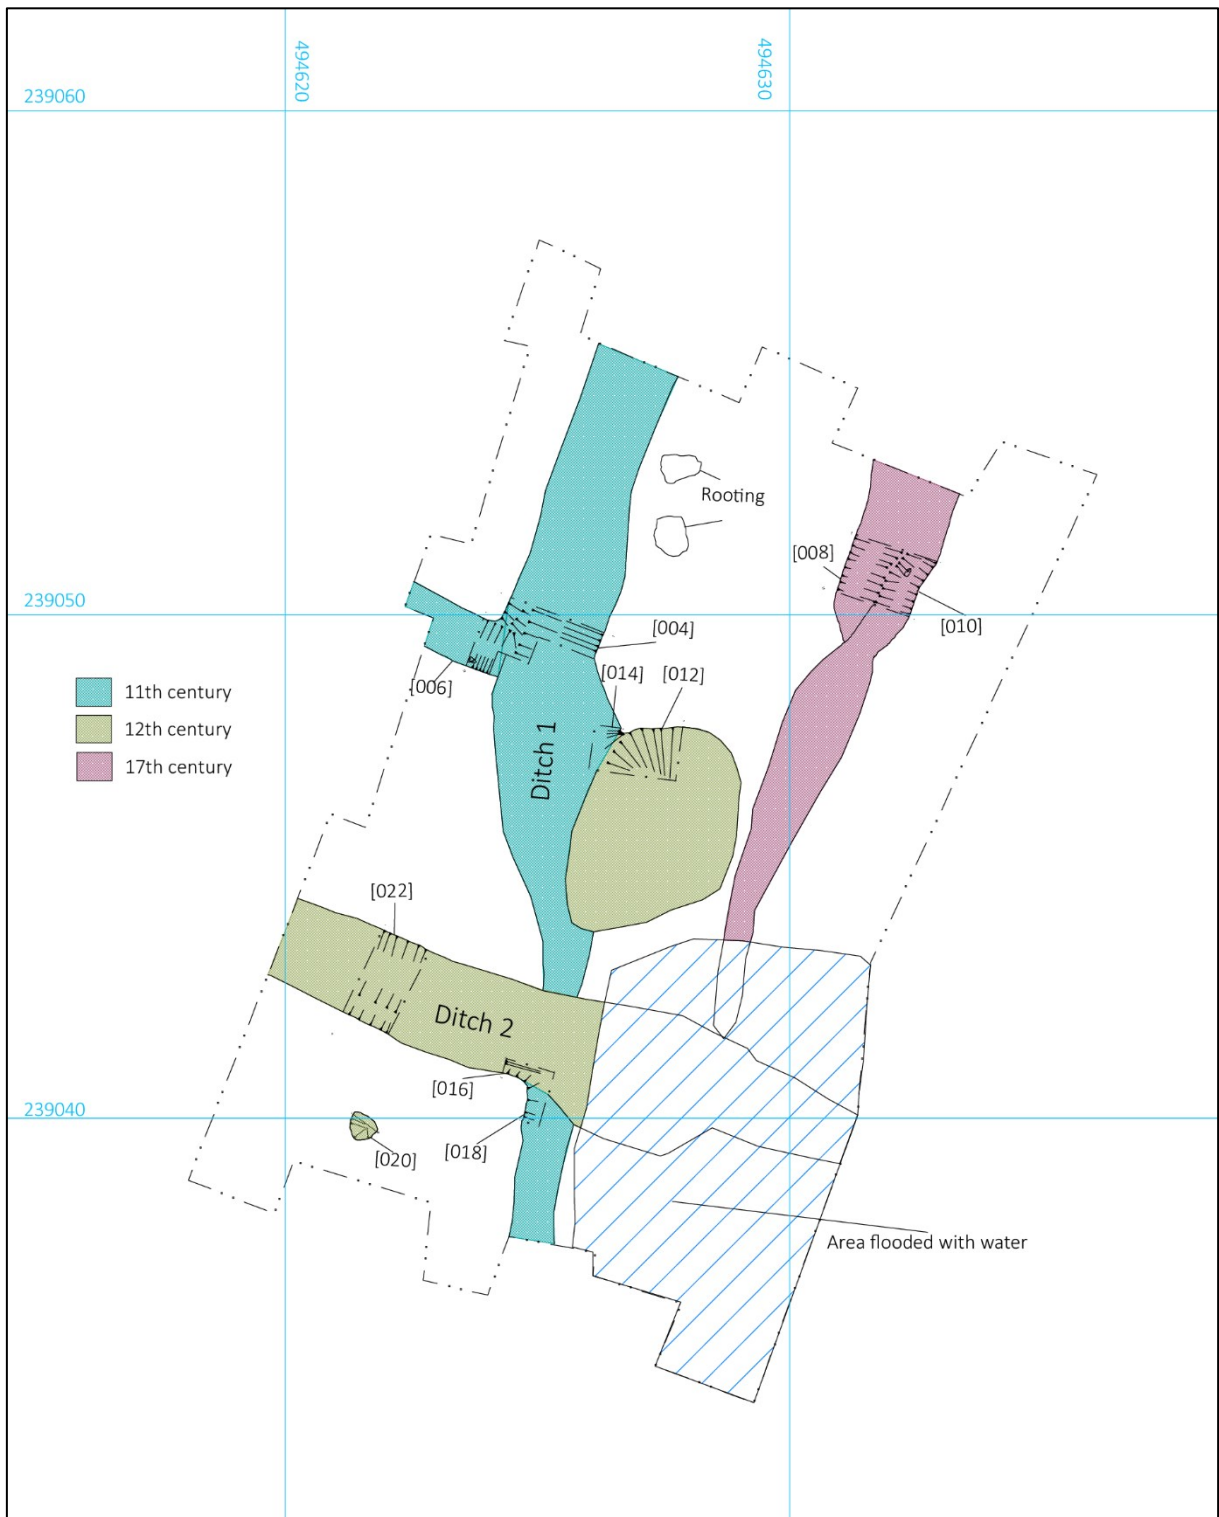 494620
494630
239060
Rooting
[008]
239050
[010]
[004]
[014]
[012]
[006]
11th century
12th century
17th century
Ditch 1
[022]
Ditch 2
[016]
239040
[018]
[020]
Area flooded with water